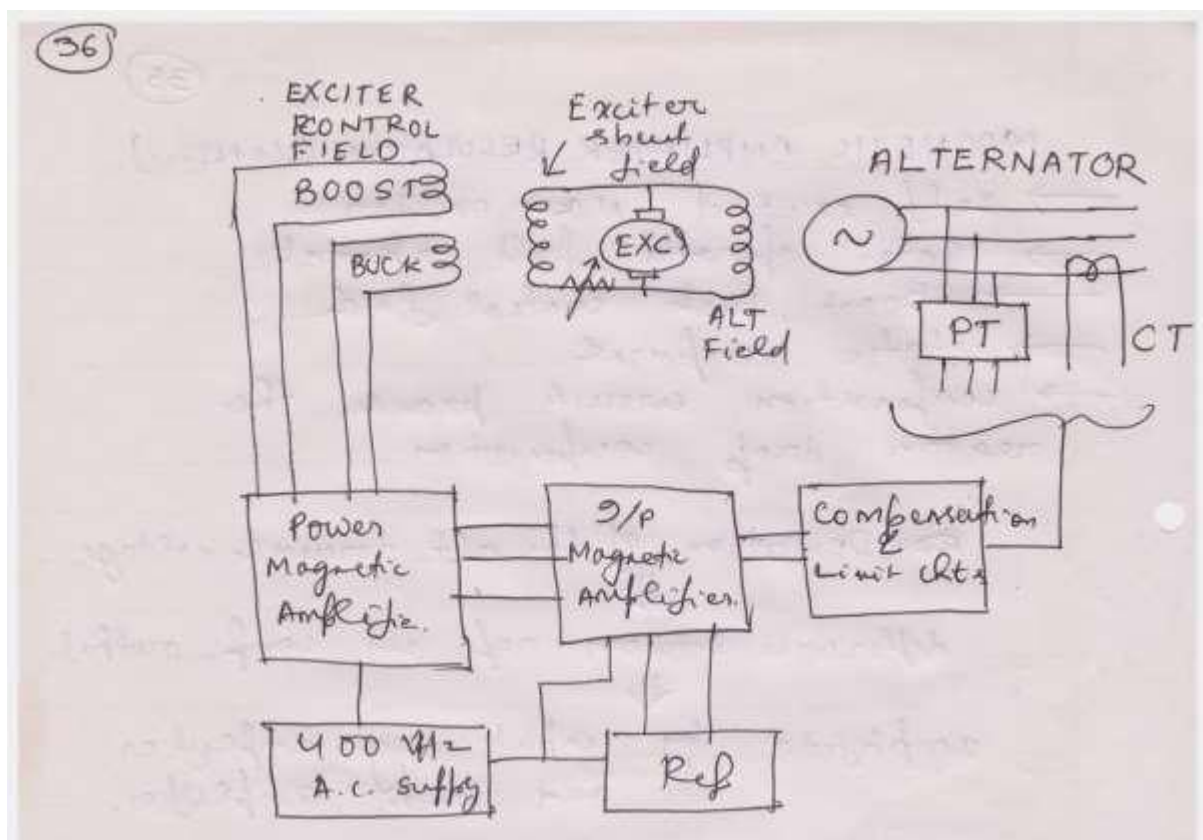 36
EXCITER
CONTROL
FIELD
BOOST
BUCK
Exciter
shunt
field
EXC
ALT
Field
ALTERNATOR
~
PT
CT
Power
Magnetic
Amplifie.
I/P
Magnetic
Amplifier.
Compensation
&
Limit Ckts
400 Hz
A.C. Supply
Ref